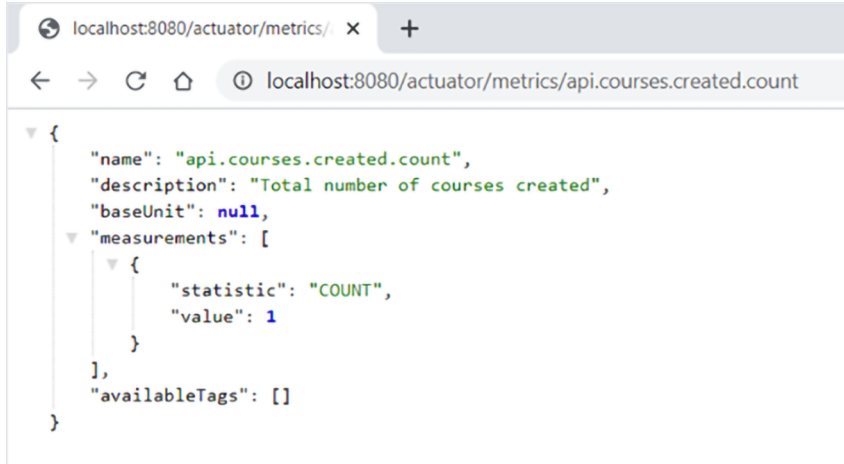 localhost:8080/actuator/metrics/
localhost:8080/actuator/metrics/api.courses.created.count
{
"name": "api.courses.created.count",
"description": "Total number of courses created",
"baseUnit": null,
"measurements": [
{
"statistic": "COUNT",
"value": 1
}
],
"availableTags": []
}